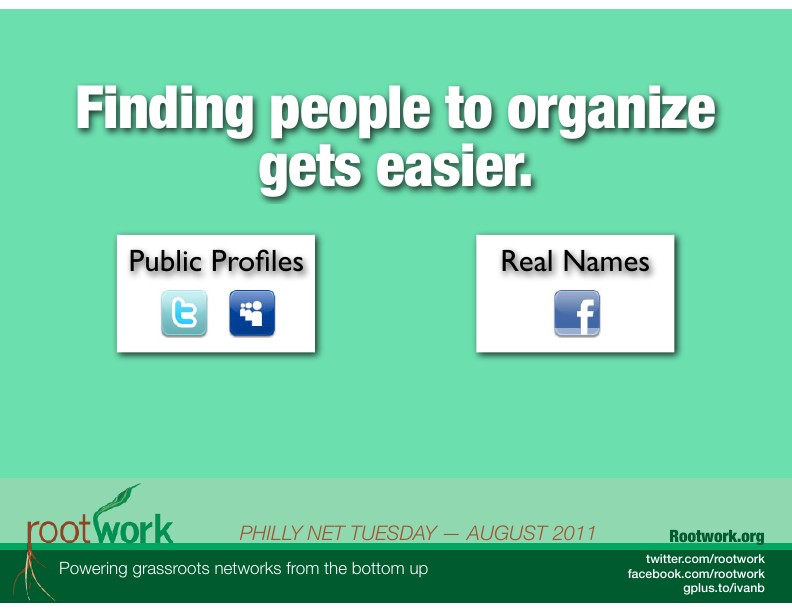 Finding people to organize
gets easier.
Public Profiles
Real Names
rootwork
PHILLY NET TUESDAY — AUGUST 2011
Rootwork.org
Powering grassroots networks from the bottom up
twitter.com/rootwork
facebook.com/rootwork
gplus.to/ivanb